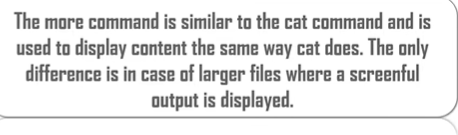 The more command is similar to the cat command and is
used to display content the same way cat does. The only
difference is in case of larger files where a screenful
output is displayed.